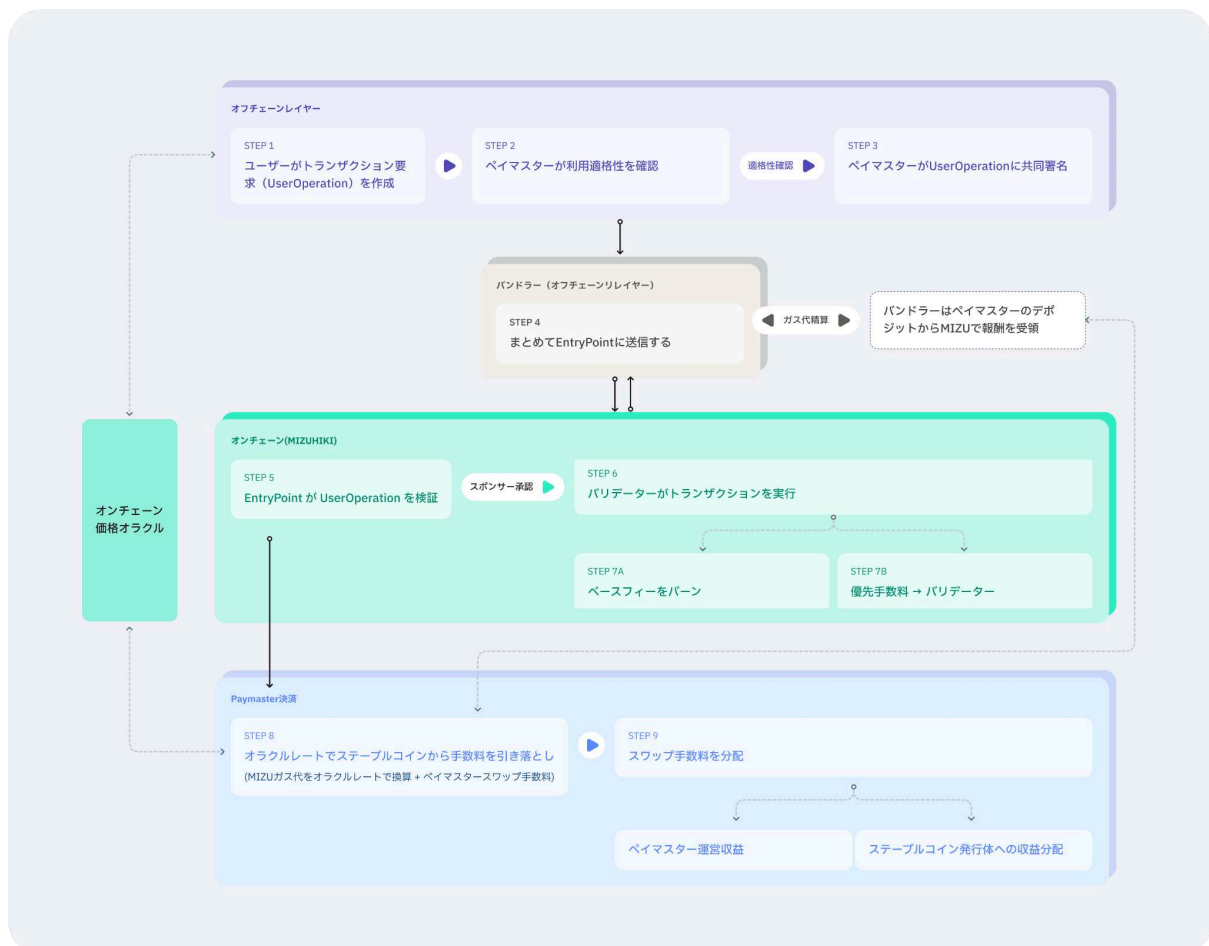 オフチェーンレイヤー
STEP 1
ユーザーがトランザクション要
求（UserOperation）を作成
STEP 2
ペイマスターが利用適格性を確認
適格性確認
STEP 3
ペイマスターがUserOperationに共同署名
バンドラー（オフチェーンリレイヤー）
STEP 4
まとめてEntryPointに送信する
ガス代精算
バンドラーはペイマスターのデポ
ジットからMIZUで報酬を受領
オンチェーン
価格オラクル
オンチェーン(MIZUHIKI)
STEP 5
EntryPoint が UserOperation を検証
スポンサー承認
STEP 6
バリデーターがトランザクションを実行
STEP 7A
ベースフィーをバーン
STEP 7B
優先手数料 → バリデーター
Paymaster決済
STEP 8
オラクルレートでステーブルコインから手数料を引き落とし
(MIZUガス代をオラクルレートで換算 + ペイマスタースワップ手数料)
STEP 9
スワップ手数料を分配
ペイマスター運営収益
ステーブルコイン発行体への収益分配